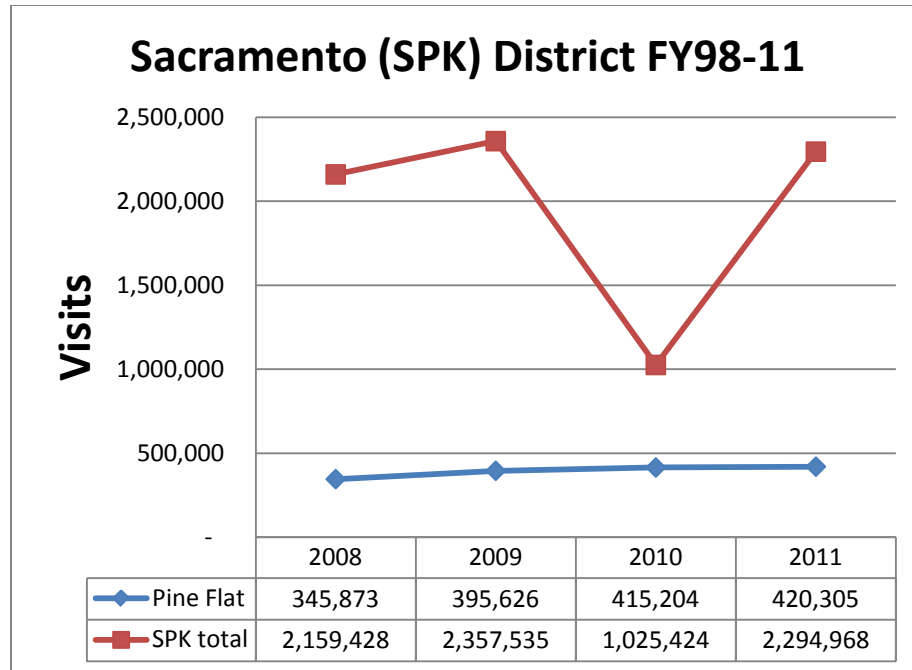 Sacramento (SPK) District FY98-11
2,500,000
2,000,000
1,500,000
1,000,000
500,000
-
Visits
2008 2009 2010 2011
Pine Flat 345,873 395,626 415,204 420,305
SPK total 2,159,428 2,357,535 1,025,424 2,294,968